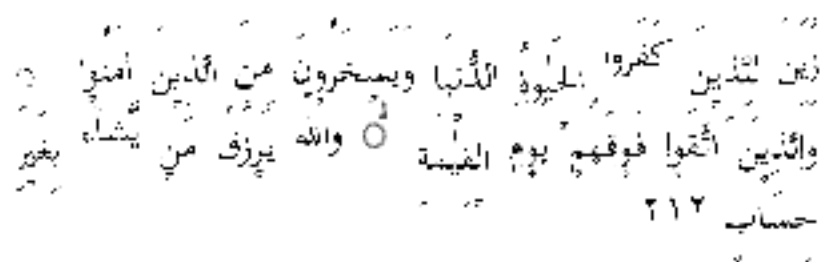 زين للذين كفروا الحيوة الدنيا ويسخرون من الذين امنوا ۘ
والذين اتقوا فوقهم يوم القيمة ۗ والله يرزق من يشاء بغير
حساب ٢١٢